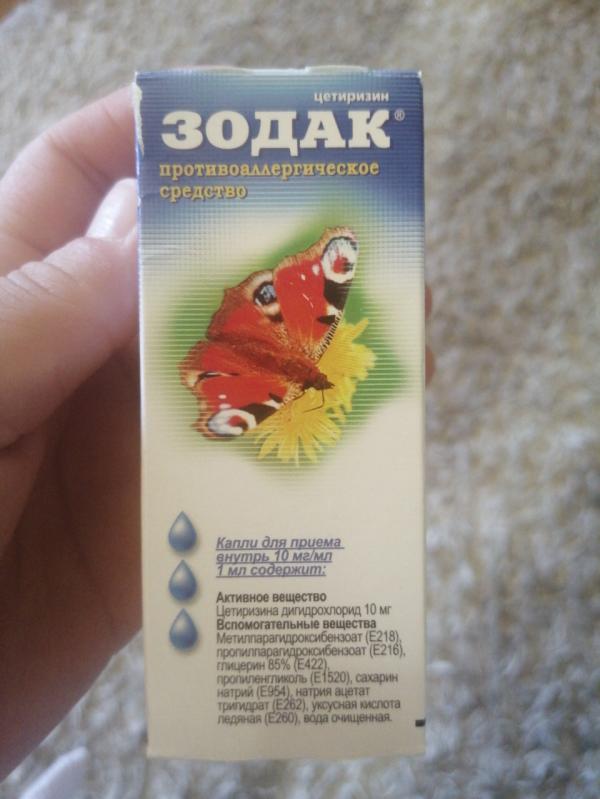 цетиризин
ЗОДАК®
противоаллергическое
средство
Капли для приема
внутрь 10 мг/мл
1 мл содержит:
Активное вещество
Цетиризина дигидрохлорид 10 мг
Вспомогательные вещества
Метилпарагидроксибензоат (E218),
пропилпарагидроксибензоат (E216),
глицерин 85% (E422),
пропиленгликоль (E1520), сахарин
натрий (E954), натрия ацетат
тригидрат (E262), уксусная кислота
ледяная (E260), вода очищенная.